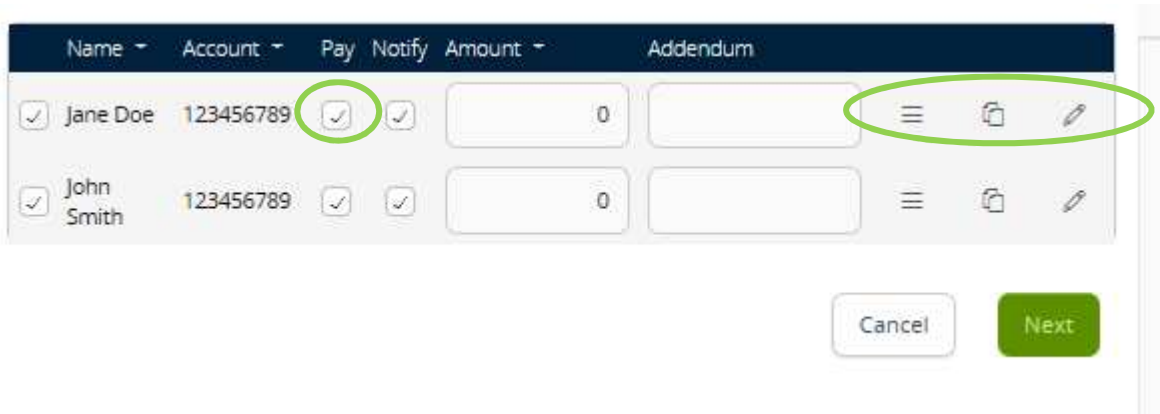 Name Account Pay Notify Amount Addendum
Jane Doe 123456789 0
John
Smith 123456789 0
Cancel Next